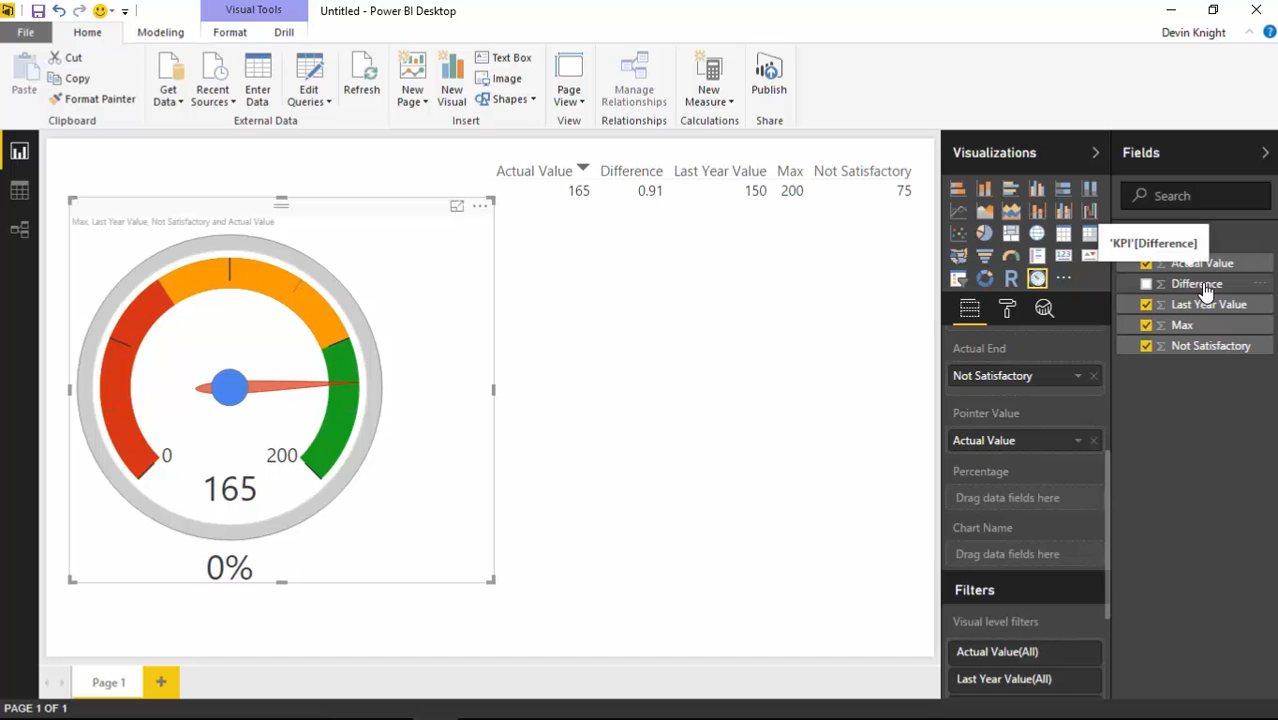 Visual Tools
Untitled - Power BI Desktop
File
Home
Modeling
Format
Drill
Devin Knight
Paste
Cut
Copy
Format Painter
Clipboard
Get Data
Recent Sources
Enter Data
Edit Queries
External Data
Refresh
New Page
New Visual
Text Box
Image
Shapes
Insert
Page View
View
Manage Relationships
Relationships
New Measure
Calculations
Publish
Share
Actual Value Difference Last Year Value Max Not Satisfactory
165 0.91 150 200 75
Max, Last Year Value, Not Satisfactory and Actual Value
0
200
165
0%
Visualizations
R
Actual End
Not Satisfactory
Pointer Value
Actual Value
Percentage
Drag data fields here
Chart Name
Drag data fields here
Filters
Visual level filters
Actual Value(All)
Last Year Value(All)
Fields
Search
'KPI'[Difference]
Actual Value
Difference
Last Year Value
Max
Not Satisfactory
Page 1
PAGE 1 OF 1